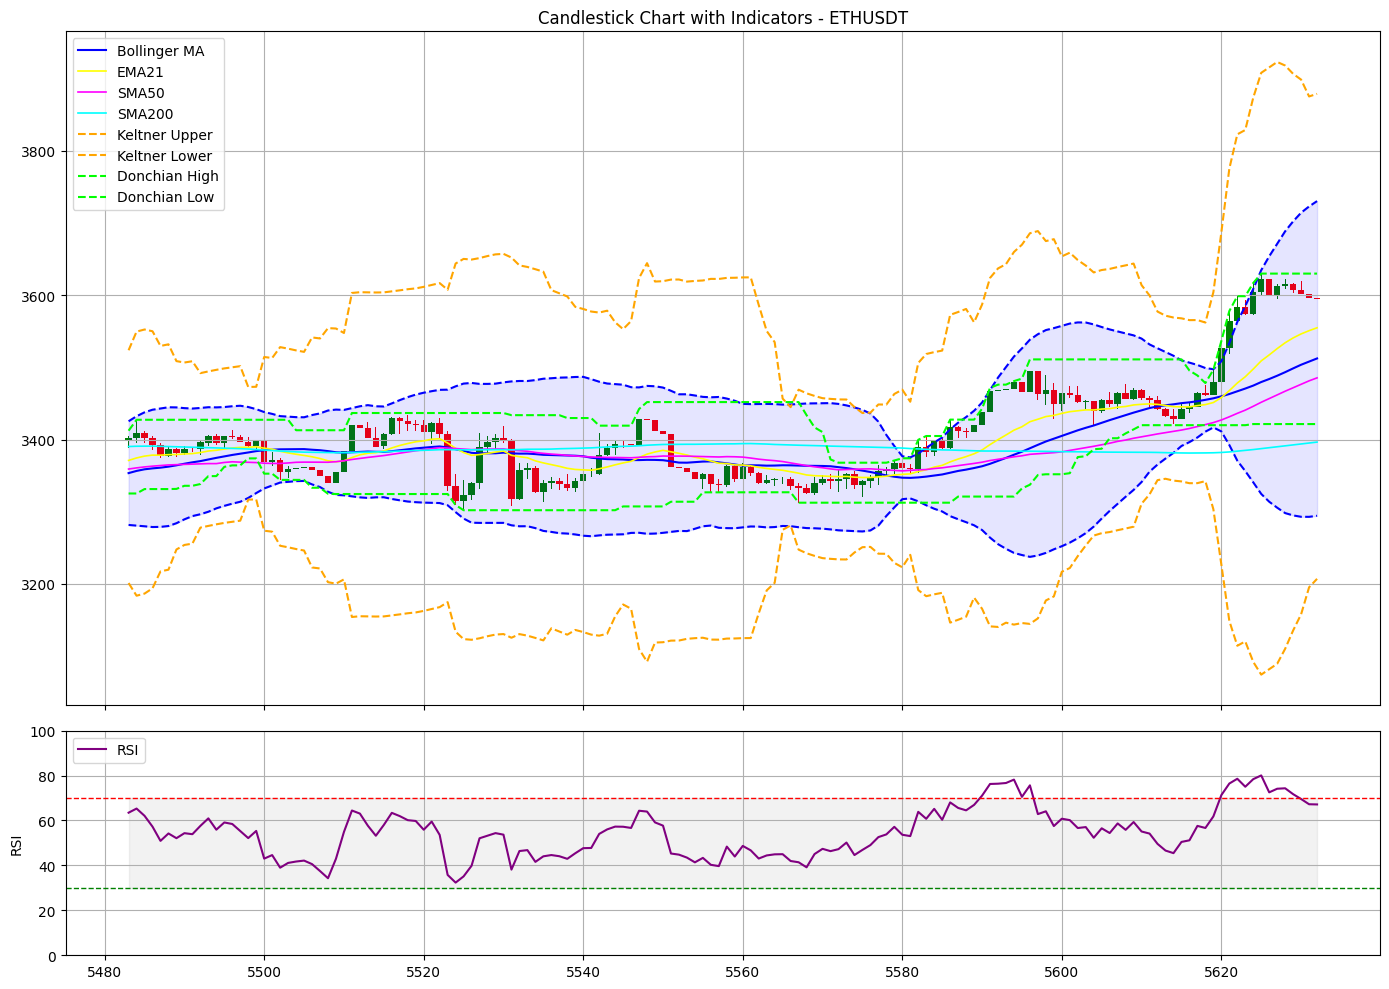 Candlestick Chart with Indicators - ETHUSDT
Bollinger MA
EMA21
SMA50
SMA200
Keltner Upper
Keltner Lower
Donchian High
Donchian Low
3800
3600
3400
3200
RSI
100
80
60
40
20
0
RSI
5480 5500 5520 5540 5560 5580 5600 5620